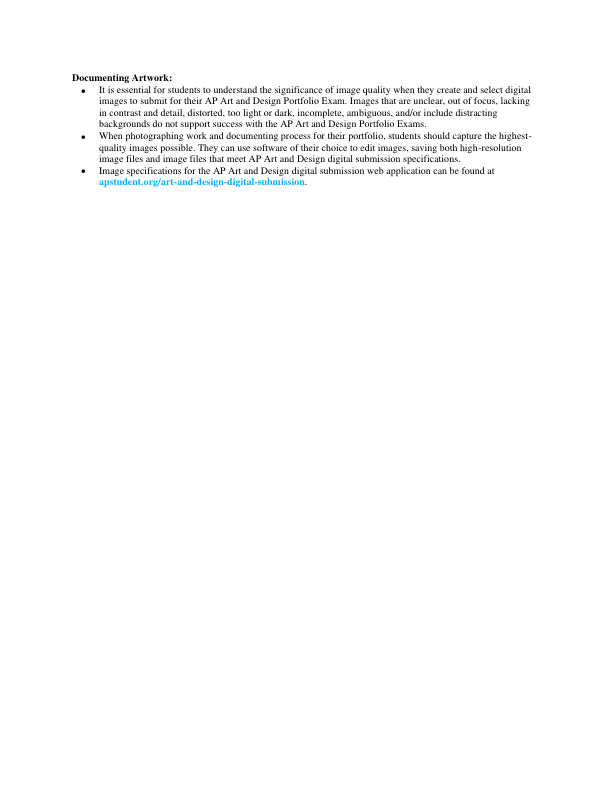 Documenting Artwork:
• It is essential for students to understand the significance of image quality when they create and select digital
images to submit for their AP Art and Design Portfolio Exam. Images that are unclear, out of focus, lacking
in contrast and detail, distorted, too light or dark, incomplete, ambiguous, and/or include distracting
backgrounds do not support success with the AP Art and Design Portfolio Exams.
• When photographing work and documenting process for their portfolio, students should capture the highest-
quality images possible. They can use software of their choice to edit images, saving both high-resolution
image files and image files that meet AP Art and Design digital submission specifications.
• Image specifications for the AP Art and Design digital submission web application can be found at
apstudent.org/art-and-design-digital-submission.